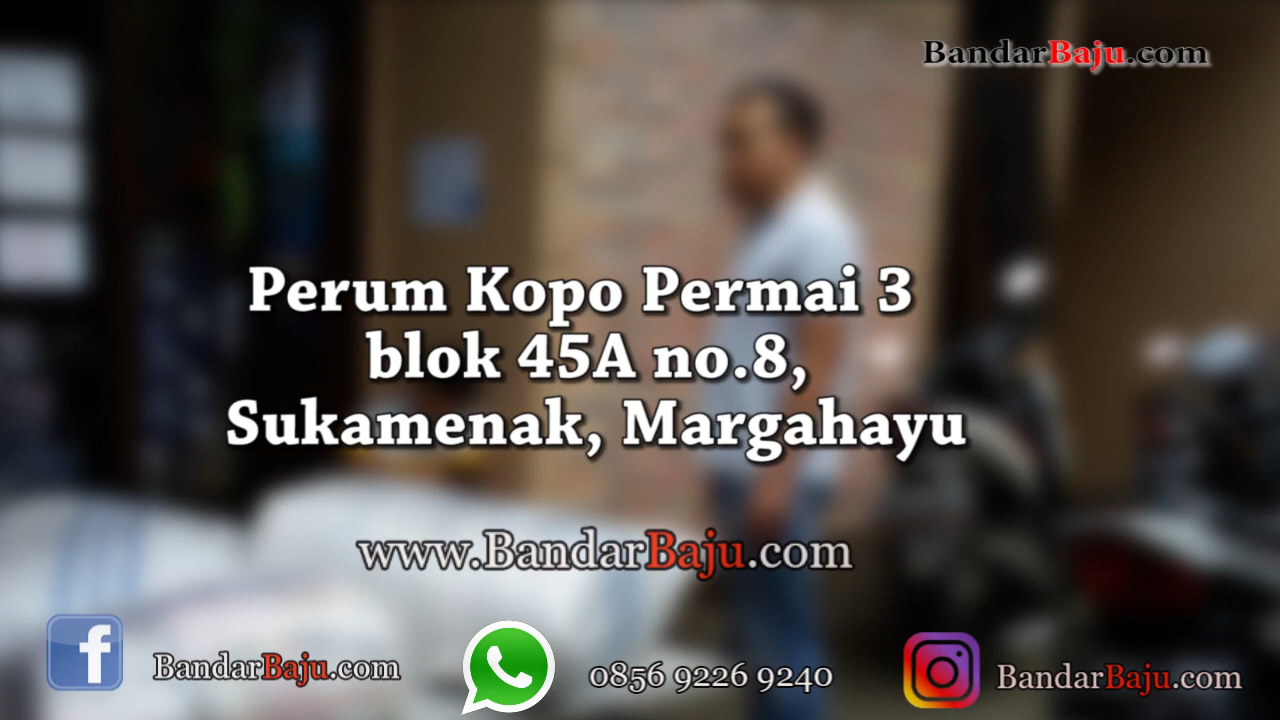 BandarBaju.com
Perum Kopo Permai 3
blok 45A no.8,
Sukamenak, Margahayu
www.BandarBaju.com
BandarBaju.com
0856 9226 9240
BandarBaju.com